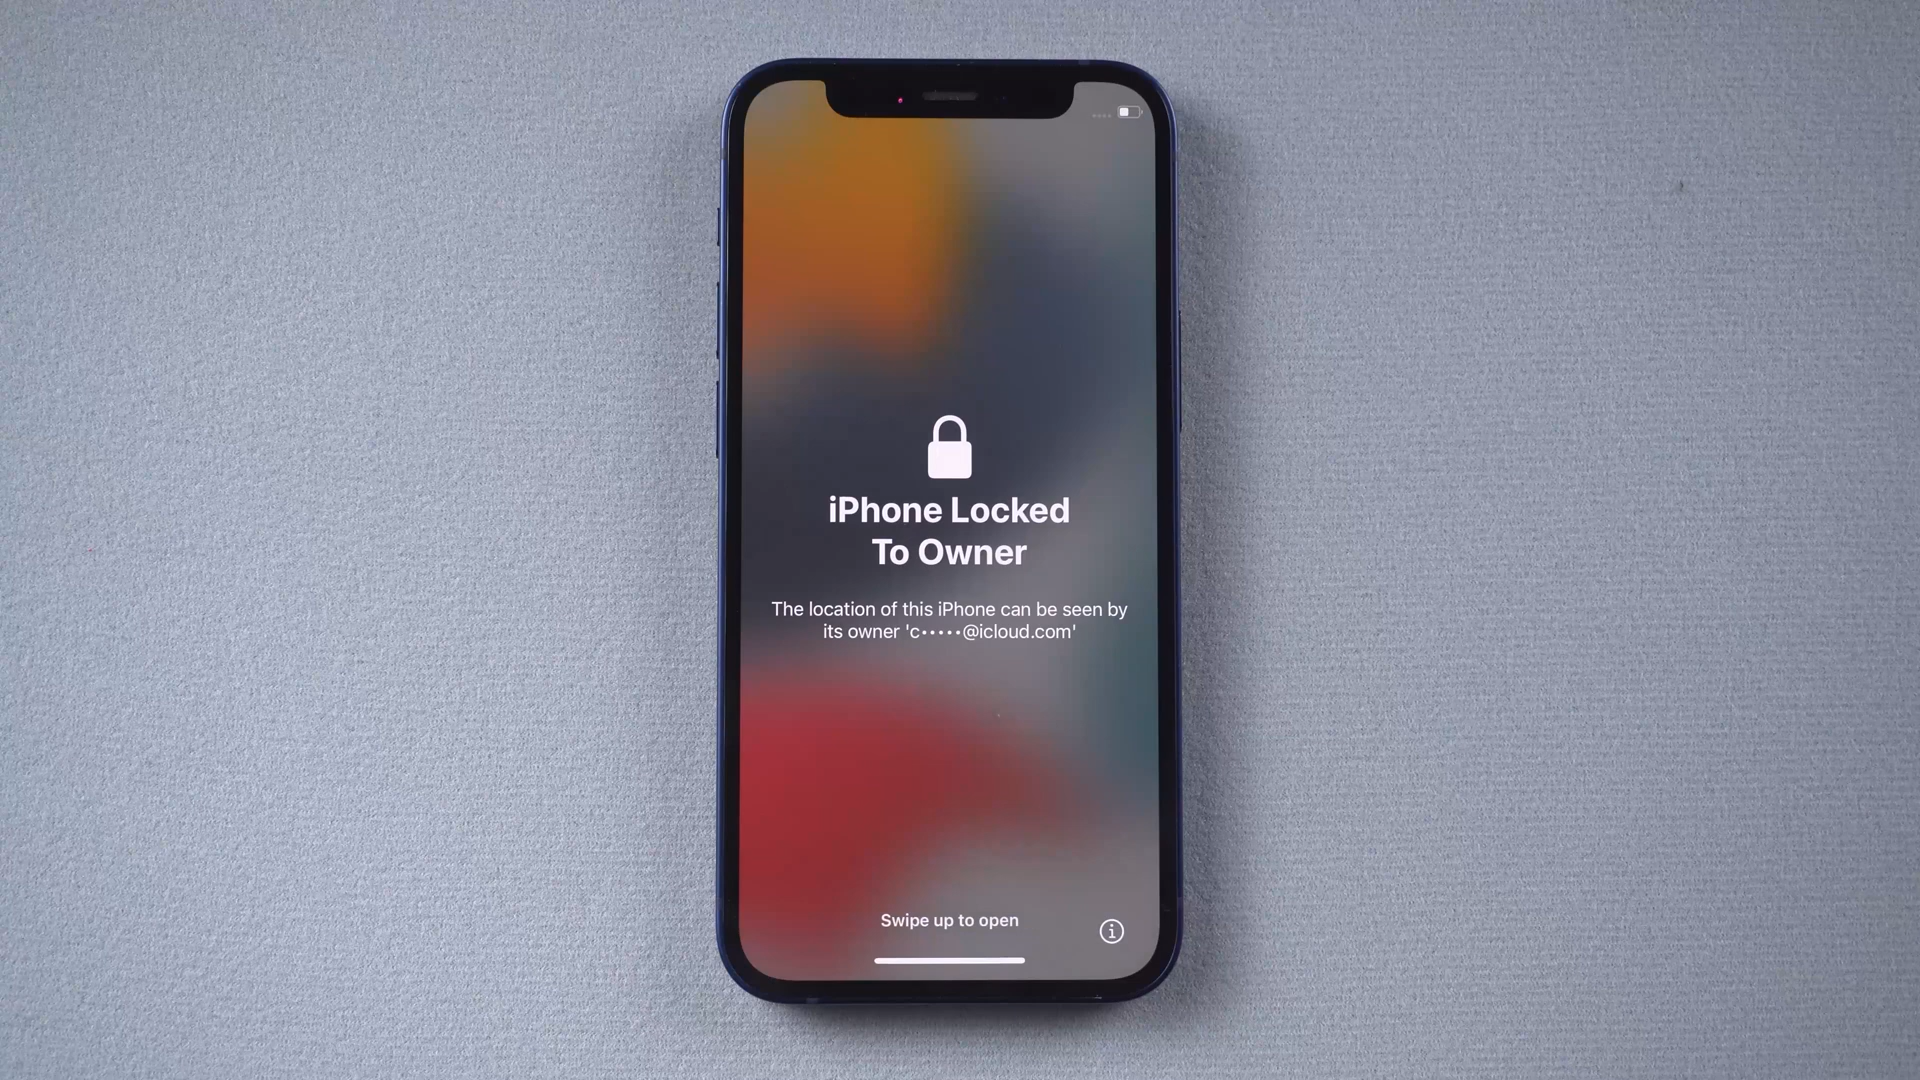 iPhone Locked
To Owner
The location of this iPhone can be seen by
its owner 'c•••••@icloud.com'
Swipe up to open